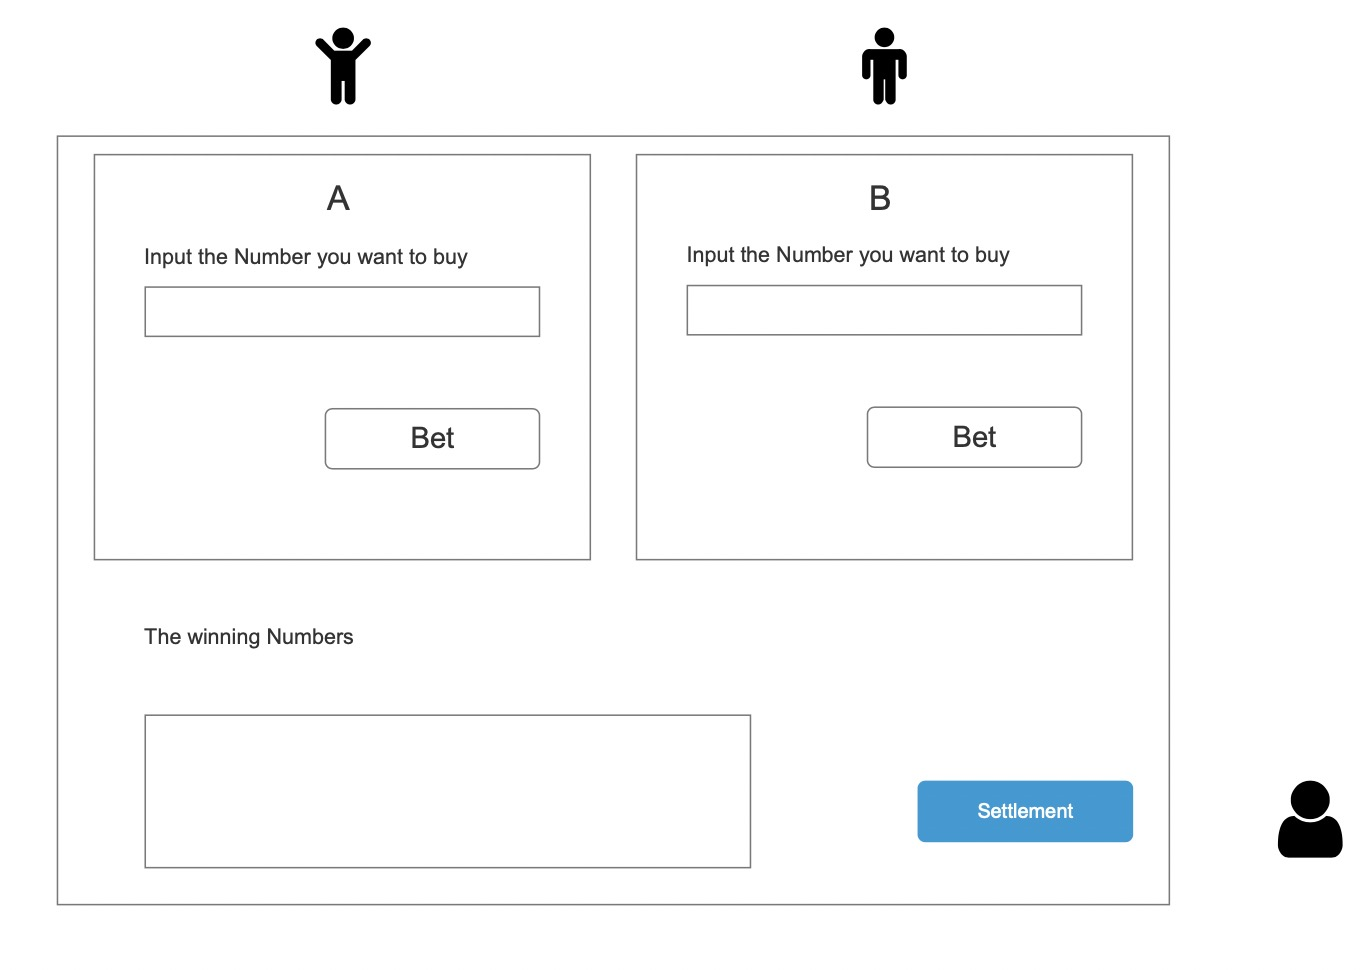 A
Input the Number you want to buy
Bet
B
Input the Number you want to buy
Bet
The winning Numbers
Settlement